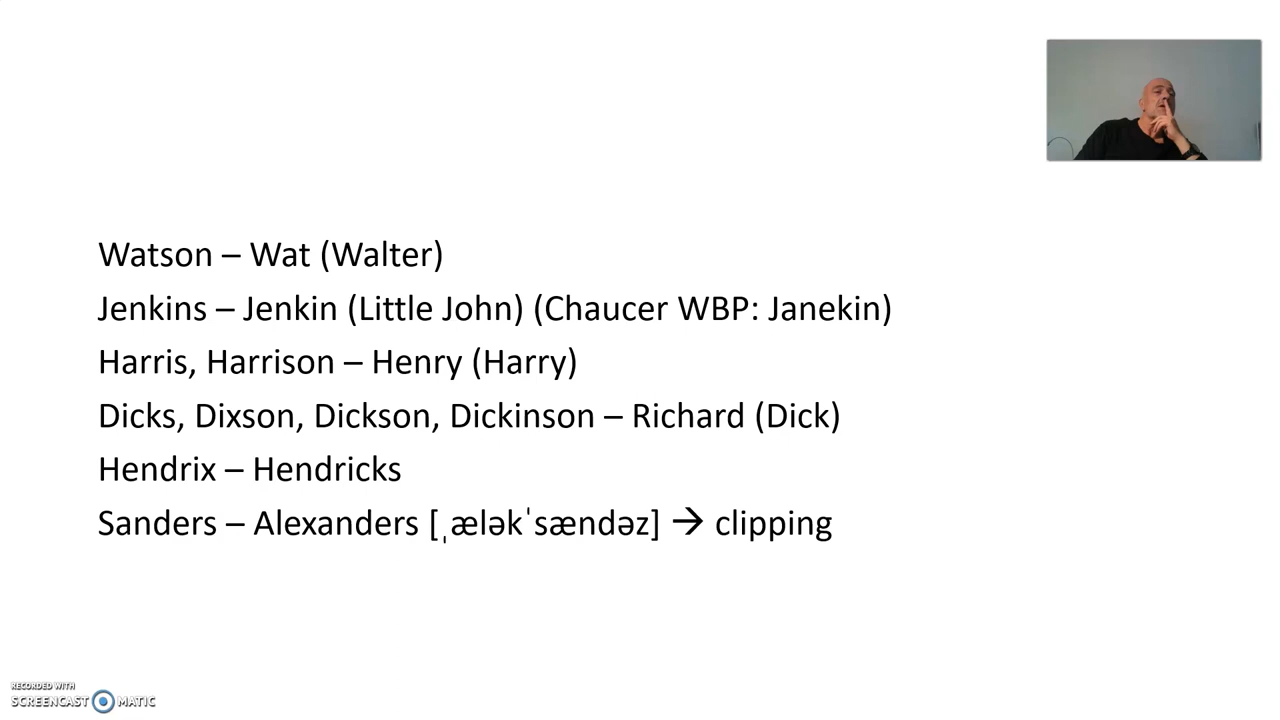 Watson – Wat (Walter)
Jenkins – Jenkin (Little John) (Chaucer WBP: Janekin)
Harris, Harrison – Henry (Harry)
Dicks, Dixson, Dickson, Dickinson – Richard (Dick)
Hendrix – Hendricks
Sanders – Alexanders [ˌæləkˈsændəz] → clipping
RECORDED WITH
SCREENCAST MATIC